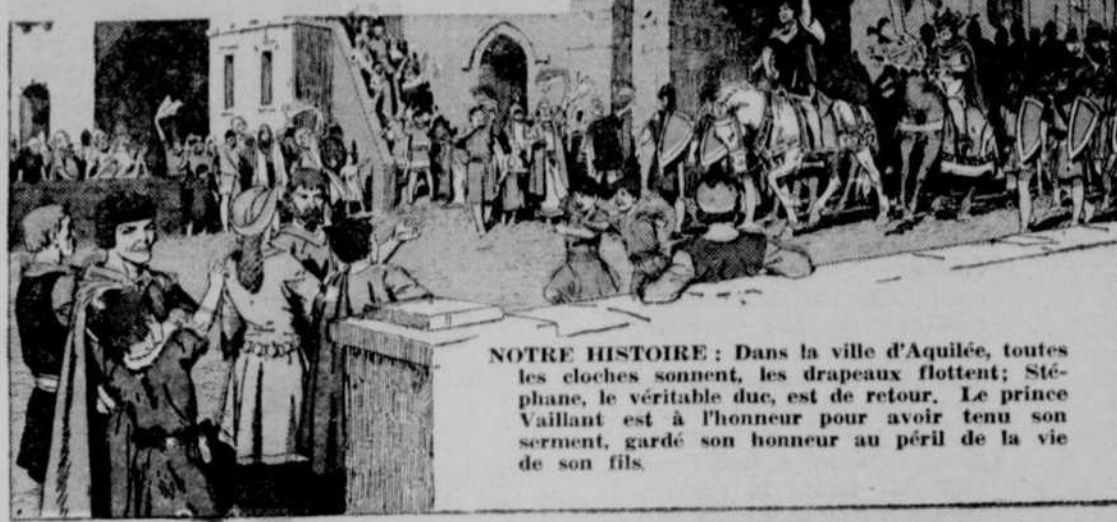 NOTRE HISTOIRE : Dans la ville d'Aquilée, toutes
les cloches sonnent, les drapeaux flottent; Sté-
phane, le véritable duc, est de retour. Le prince
Vaillant est à l'honneur pour avoir tenu son
serment, gardé son honneur au péril de la vie
de son fils.